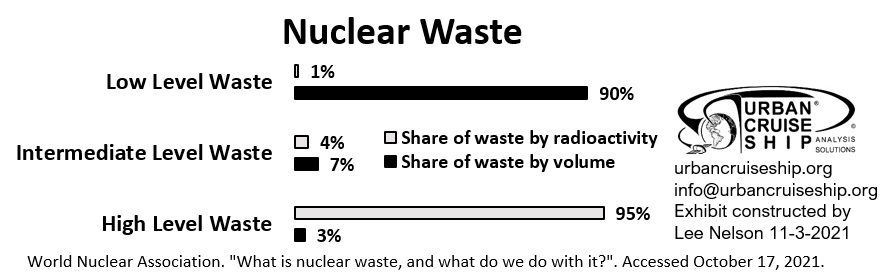 Nuclear Waste
Low Level Waste
1%
90%
Intermediate Level Waste
4%
7%
Share of waste by radioactivity
Share of waste by volume
High Level Waste
95%
3%
URBAN®
CRUISE
SHIP ANALYSIS
SOLUTIONS
©
urbancruiseship.org
info@urbancruiseship.org
Exhibit constructed by
Lee Nelson 11-3-2021
World Nuclear Association. "What is nuclear waste, and what do we do with it?". Accessed October 17, 2021.